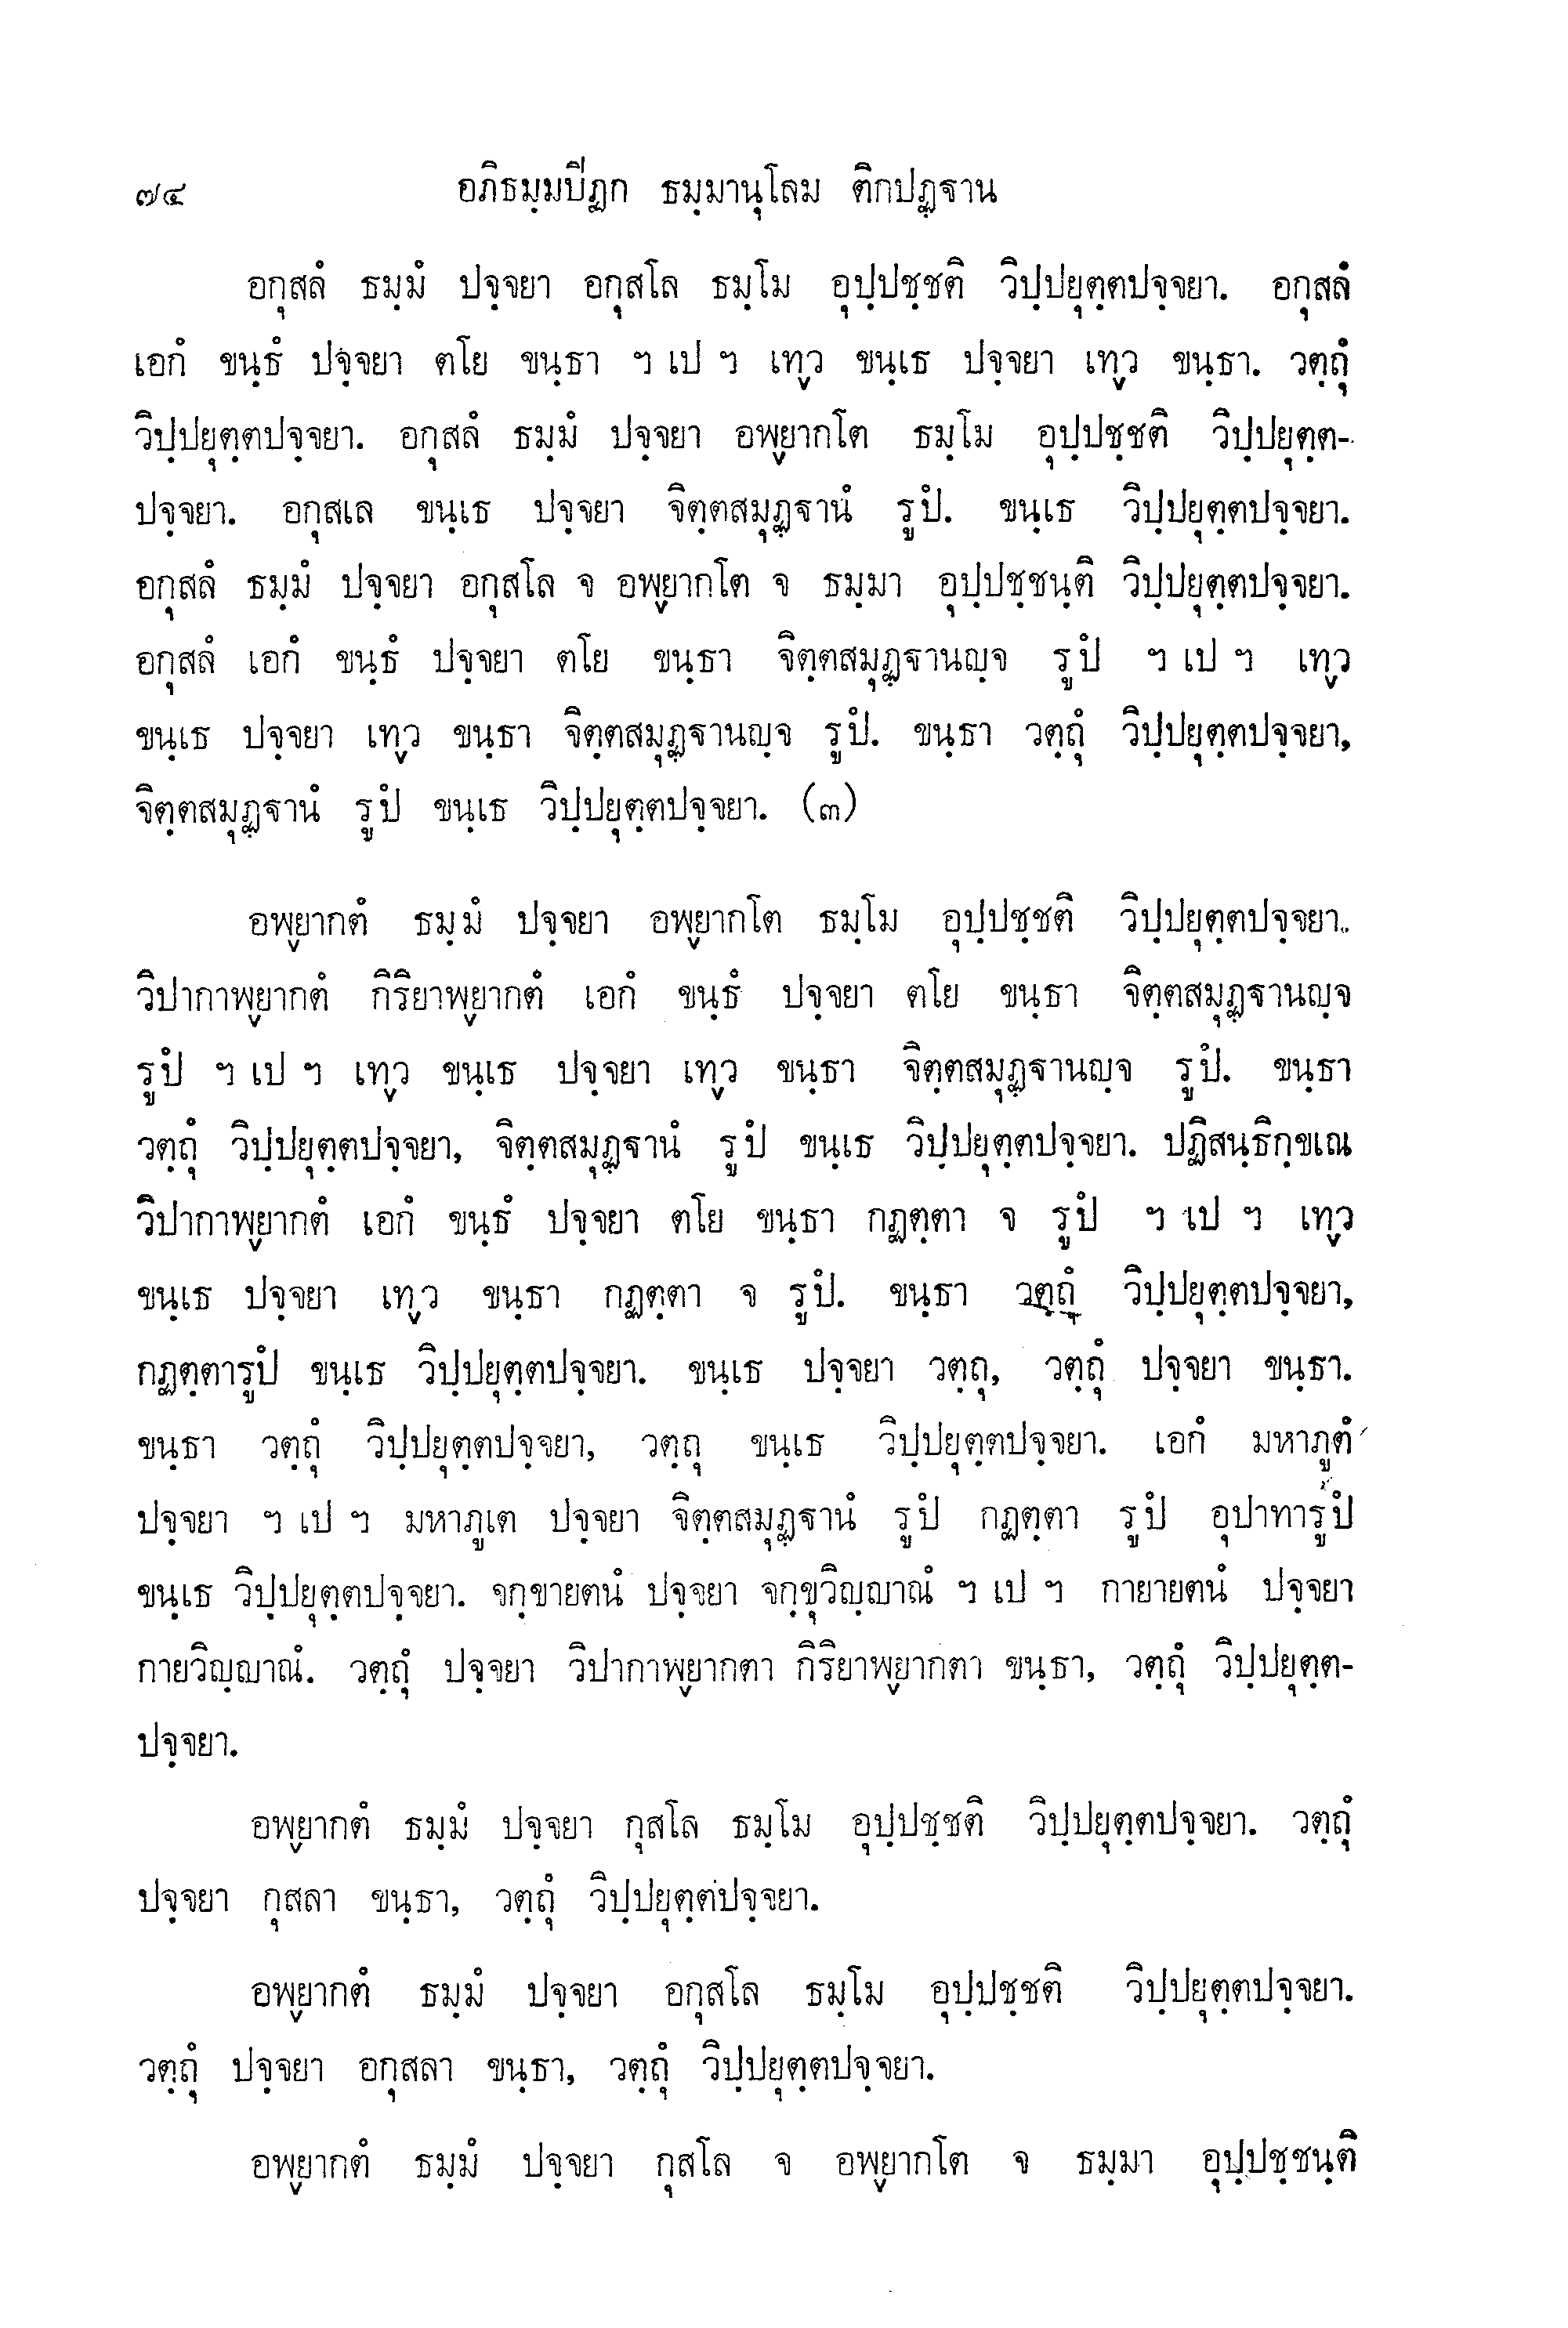 ๗๔ อภิธมฺมปีฏก ธมฺมานุโลม ติกปฏฺฐาน
อกุสลํ ธมฺมํ ปจฺจยา อกุสโล ธมฺโม อุปฺปชฺชติ วิปฺปยุตฺตปจฺจยา. อกุสลํ
เอกํ ขนฺธํ ปจฺจยา ตโย ขนฺธา ฯ เป ฯ เทฺว ขนฺเธ ปจฺจยา เทฺว ขนฺธา. วตฺถุํ
วิปฺปยุตฺตปจฺจยา. อกุสลํ ธมฺมํ ปจฺจยา อพฺยากโต ธมฺโม อุปฺปชฺชติ วิปฺปยุตฺต-
ปจฺจยา. อกุสเล ขนฺเธ ปจฺจยา จิตฺตสมุฏฺฐานํ รูปํ. ขนฺเธ วิปฺปยุตฺตปจฺจยา.
อกุสลํ ธมฺมํ ปจฺจยา อกุสโล จ อพฺยากโต จ ธมฺมา อุปฺปชฺชนฺติ วิปฺปยุตฺตปจฺจยา.
อกุสลํ เอกํ ขนฺธํ ปจฺจยา ตโย ขนฺธา จิตฺตสมุฏฺฐานญฺจ รูปํ ฯ เป ฯ เทฺว
ขนฺเธ ปจฺจยา เทฺว ขนฺธา จิตฺตสมุฏฺฐานญฺจ รูปํ. ขนฺธา วตฺถุํ วิปฺปยุตฺตปจฺจยา,
จิตฺตสมุฏฺฐานํ รูปํ ขนฺเธ วิปฺปยุตฺตปจฺจยา. (๓)
อพฺยากตํ ธมฺมํ ปจฺจยา อพฺยากโต ธมฺโม อุปฺปชฺชติ วิปฺปยุตฺตปจฺจยา.
วิปากาพฺยากตํ กิริยาพฺยากตํ เอกํ ขนฺธํ ปจฺจยา ตโย ขนฺธา จิตฺตสมุฏฺฐานญฺจ
รูปํ ฯ เป ฯ เทฺว ขนฺเธ ปจฺจยา เทฺว ขนฺธา จิตฺตสมุฏฺฐานญฺจ รูปํ. ขนฺธา
วตฺถุํ วิปฺปยุตฺตปจฺจยา, จิตฺตสมุฏฺฐานํ รูปํ ขนฺเธ วิปฺปยุตฺตปจฺจยา. ปฏิสนฺธิกฺขเณ
วิปากาพฺยากตํ เอกํ ขนฺธํ ปจฺจยา ตโย ขนฺธา กฏตฺตา จ รูปํ ฯ เป ฯ เทฺว
ขนฺเธ ปจฺจยา เทฺว ขนฺธา กฏตฺตา จ รูปํ. ขนฺธา วตฺถุํ วิปฺปยุตฺตปจฺจยา,
กฏตฺตารูปํ ขนฺเธ วิปฺปยุตฺตปจฺจยา. ขนฺเธ ปจฺจยา วตฺถุ, วตฺถุํ ปจฺจยา ขนฺธา.
ขนฺธา วตฺถุํ วิปฺปยุตฺตปจฺจยา, วตฺถุ ขนฺเธ วิปฺปยุตฺตปจฺจยา. เอกํ มหาภูตํ
ปจฺจยา ฯ เป ฯ มหาภูเต ปจฺจยา จิตฺตสมุฏฺฐานํ รูปํ กฏตฺตา รูปํ อุปาทารูปํ
ขนฺเธ วิปฺปยุตฺตปจฺจยา. จกฺขายตนํ ปจฺจยา จกฺขุวิญฺญาณํ ฯ เป ฯ กายายตนํ ปจฺจยา
กายวิญฺญาณํ. วตฺถุํ ปจฺจยา วิปากาพฺยากตา กิริยาพฺยากตา ขนฺธา, วตฺถุํ วิปฺปยุตฺต-
ปจฺจยา.
อพฺยากตํ ธมฺมํ ปจฺจยา กุสโล ธมฺโม อุปฺปชฺชติ วิปฺปยุตฺตปจฺจยา. วตฺถุํ
ปจฺจยา กุสลา ขนฺธา, วตฺถุํ วิปฺปยุตฺตปจฺจยา.
อพฺยากตํ ธมฺมํ ปจฺจยา อกุสโล ธมฺโม อุปฺปชฺชติ วิปฺปยุตฺตปจฺจยา.
วตฺถุํ ปจฺจยา อกุสลา ขนฺธา, วตฺถุํ วิปฺปยุตฺตปจฺจยา.
อพฺยากตํ ธมฺมํ ปจฺจยา กุสโล จ อพฺยากโต จ ธมฺมา อุปฺปชฺชนฺติ